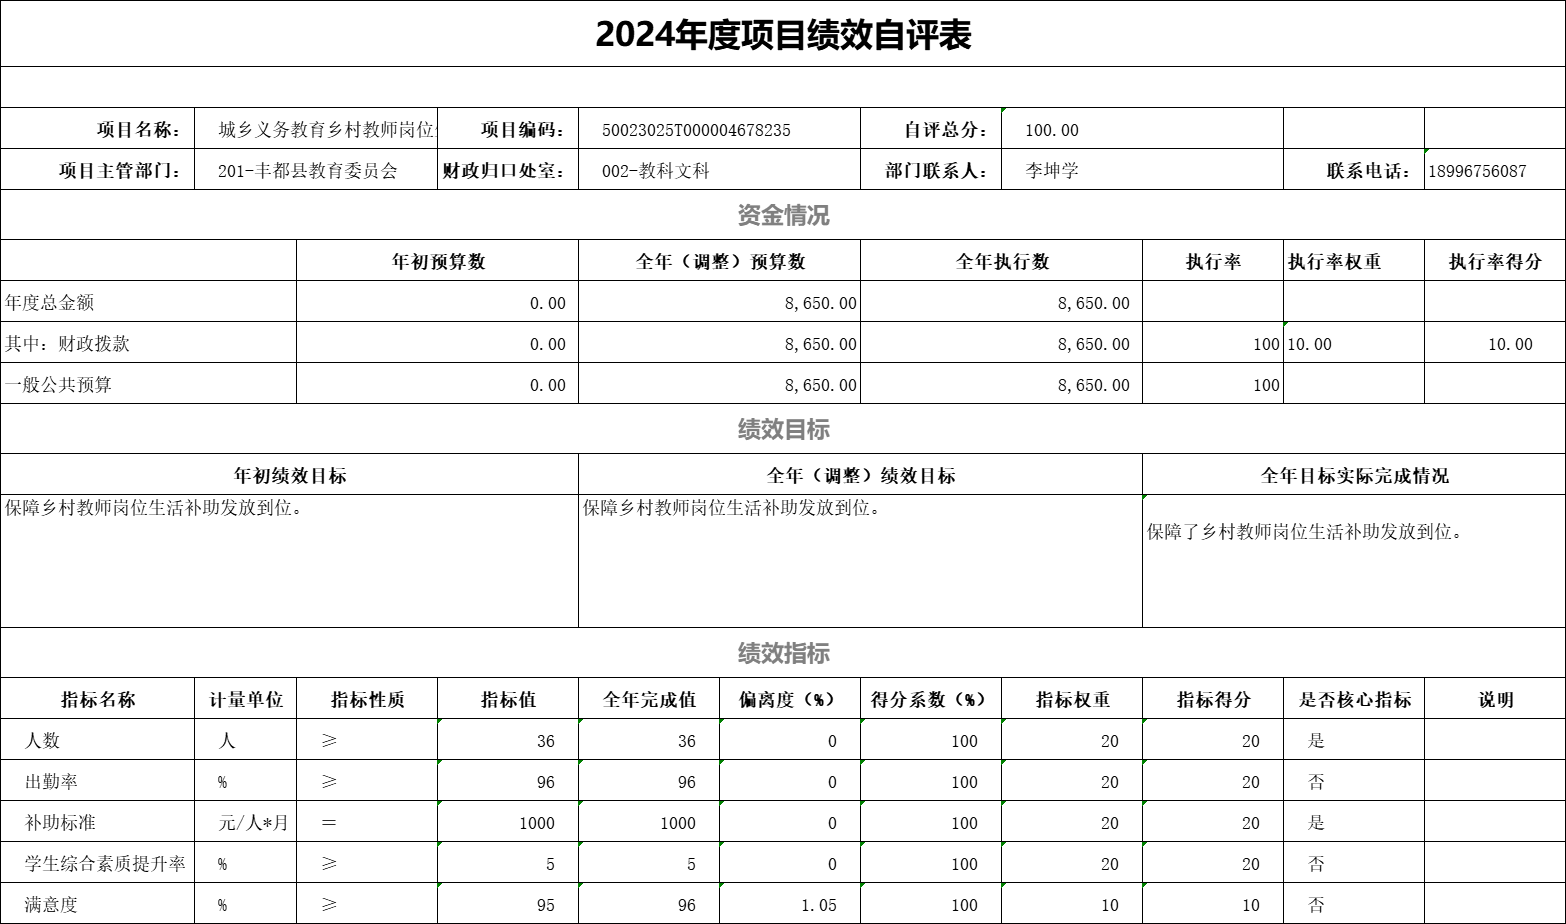 2024年度项目绩效自评表
项目名称： 城乡义务教育乡村教师岗位 项目编码： 50023025T000004678235 自评总分： 100.00
项目主管部门： 201-丰都县教育委员会 财政归口处室： 002-教科文科 部门联系人： 李坤学 联系电话： 18996756087
资金情况
年初预算数 全年（调整）预算数 全年执行数 执行率 执行率权重 执行率得分
年度总金额 0.00 8,650.00 8,650.00
其中：财政拨款 0.00 8,650.00 8,650.00 100 10.00 10.00
一般公共预算 0.00 8,650.00 8,650.00 100
绩效目标
年初绩效目标 全年（调整）绩效目标 全年目标实际完成情况
保障乡村教师岗位生活补助发放到位。 保障乡村教师岗位生活补助发放到位。 保障了乡村教师岗位生活补助发放到位。
绩效指标
指标名称 计量单位 指标性质 指标值 全年完成值 偏离度（%） 得分系数（%） 指标权重 指标得分 是否核心指标 说明
人数 人 ≥ 36 36 0 100 20 20 是
出勤率 % ≥ 96 96 0 100 20 20 否
补助标准 元/人*月 ＝ 1000 1000 0 100 20 20 是
学生综合素质提升率 % ≥ 5 5 0 100 20 20 否
满意度 % ≥ 95 96 1.05 100 10 10 否